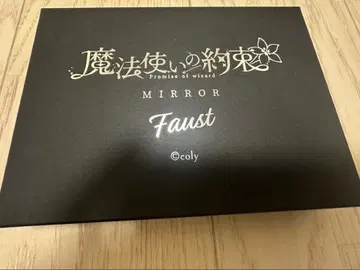 魔法使いの約束
Promise of wizard
MIRROR
Faust
©coly